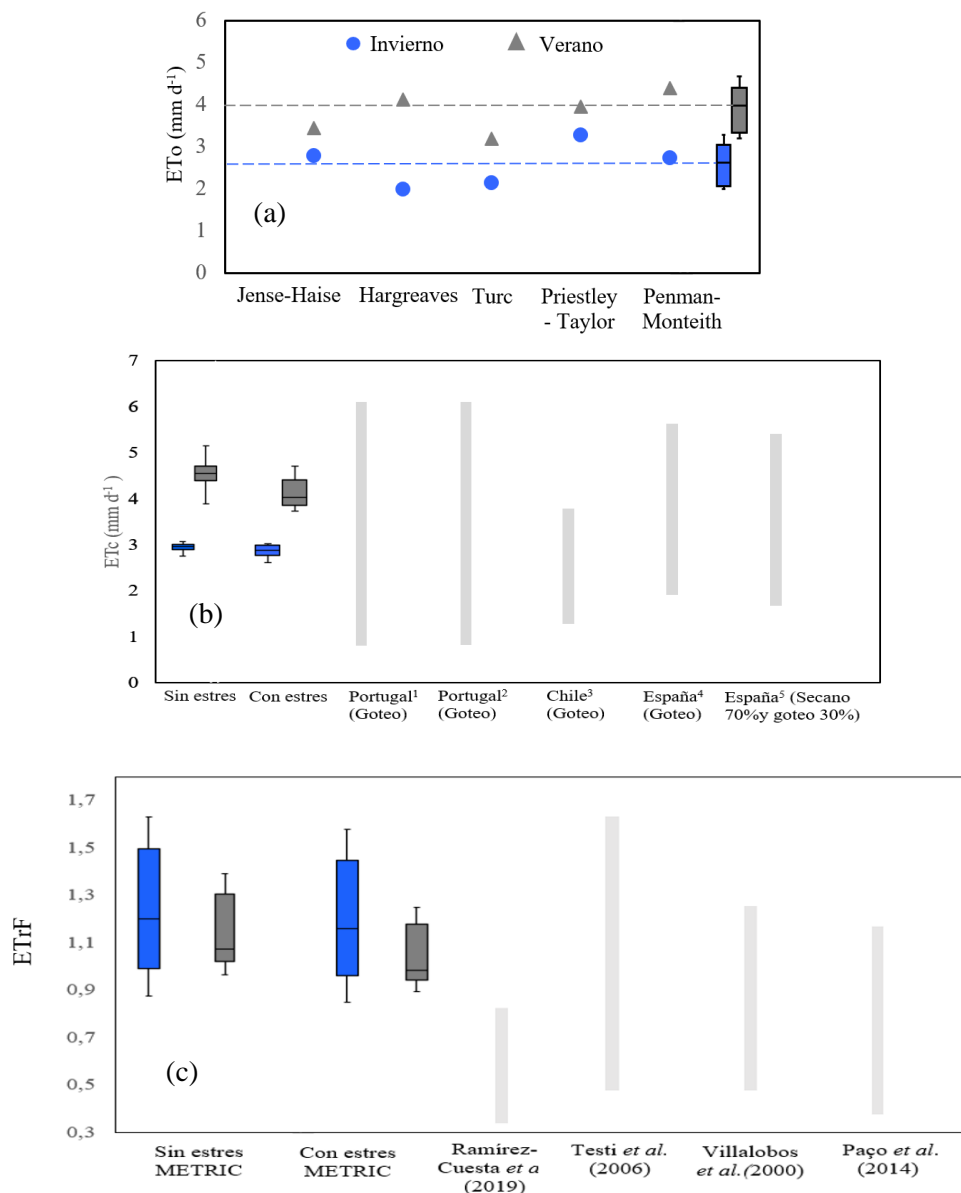 6
Invierno
Verano
5
4
3
2
1
0
ETo (mm d-1)
(a)
Jense-Haise
Hargreaves
Turc
Priestley
- Taylor
Penman-
Monteith
7
6
5
4
3
2
1
0
ETc (mm d-1)
(b)
Sin estres
Con estres
Portugal¹
(Goteo)
Portugal²
(Goteo)
Chile³
(Goteo)
España⁴
(Goteo)
España⁵ (Secano
70%y goteo 30%)
1,7
1,5
1,3
1,1
0,9
0,7
0,5
0,3
ETrF
(c)
Sin estres
METRIC
Con estres
METRIC
Ramírez-
Cuesta et a
(2019)
Testi et al.
(2006)
Villalobos
et al.(2000)
Paço et al.
(2014)